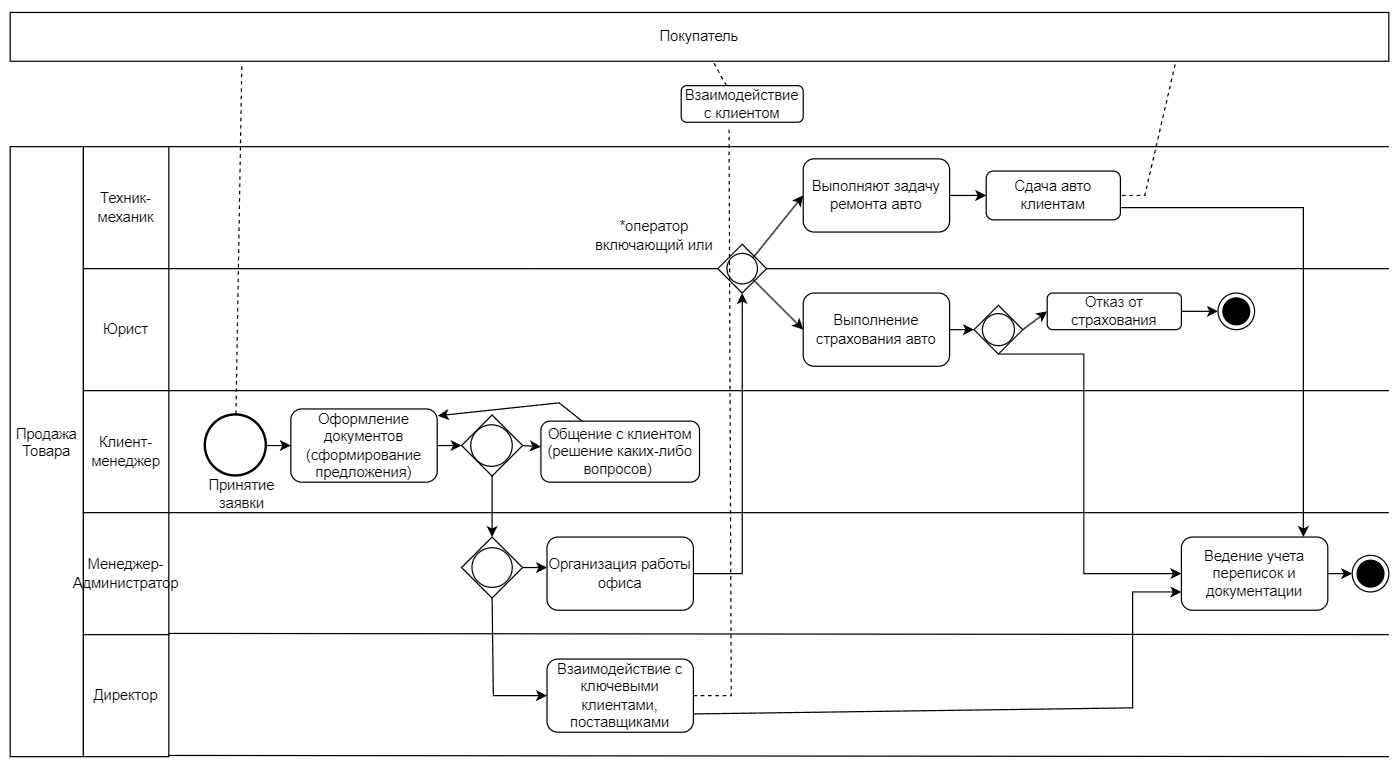 Покупатель
Взаимодействие
с клиентом
Продажа
Товара
Техник-
механик
*оператор
включающий или
Выполняют задачу
ремонта авто
Сдача авто
клиентам
Юрист
Выполнение
страхования авто
Отказ от
страхования
Клиент-
менеджер
Принятие
заявки
Оформление
документов
(сформирование
предложения)
Общение с клиентом
(решение каких-либо
вопросов)
Менеджер-
Администратор
Организация работы
офиса
Ведение учета
переписок и
документации
Директор
Взаимодействие с
ключевыми
клиентами,
поставщиками